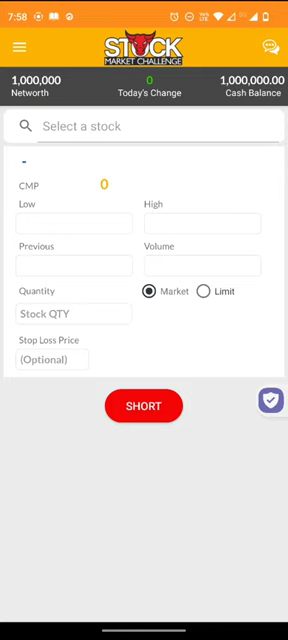 7:58
STOCK
MARKET CHALLENGE
1,000,000 0 1,000,000.00
Networth Today's Change Cash Balance
Select a stock
-
CMP 0
Low High
Previous Volume
Quantity Market Limit
Stock QTY
Stop Loss Price
(Optional)
SHORT